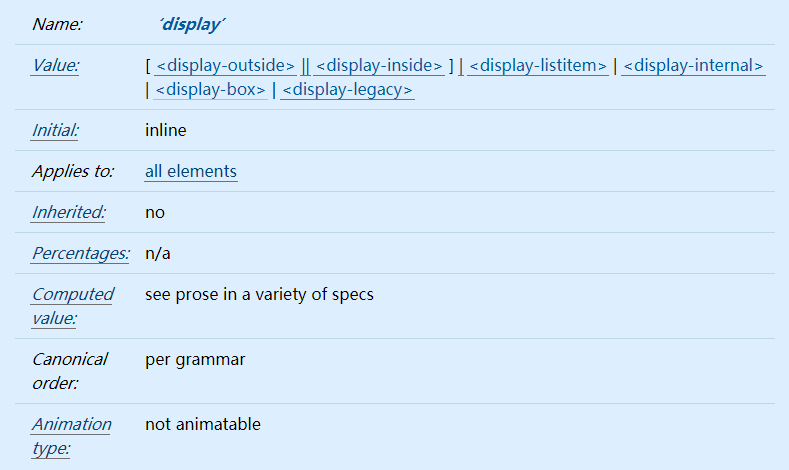 Name: ‘display’
Value: [ <display-outside> || <display-inside> ] | <display-listitem> | <display-internal>
| <display-box> | <display-legacy>
Initial: inline
Applies to: all elements
Inherited: no
Percentages: n/a
Computed value: see prose in a variety of specs
Canonical order: per grammar
Animation type: not animatable